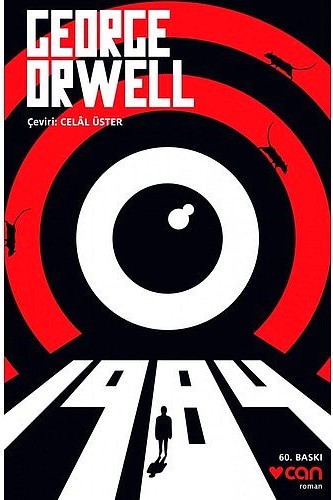 GEORGE
ORWELL
Çeviri: CELÂL ÜSTER
1984
60. BASKI
can
roman